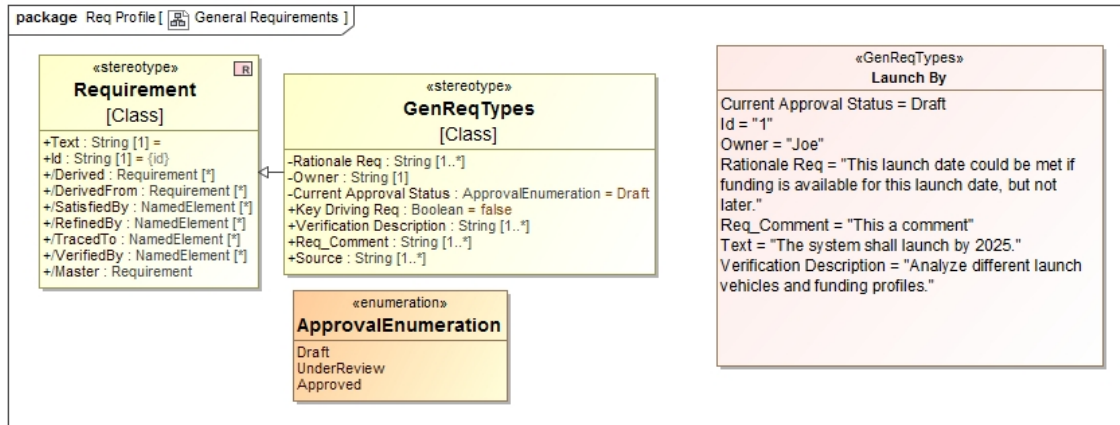 package Req Profile [ General Requirements ]
«stereotype»
R
Requirement
[Class]
+Text : String [1] =
+Id : String [1] = {id}
+/Derived : Requirement [*]
+/DerivedFrom : Requirement [*]
+/SatisfiedBy : NamedElement [*]
+/RefinedBy : NamedElement [*]
+/TracedTo : NamedElement [*]
+/VerifiedBy : NamedElement [*]
+/Master : Requirement
«stereotype»
GenReqTypes
[Class]
-Rationale Req : String [1..*]
-Owner : String [1]
-Current Approval Status : ApprovalEnumeration = Draft
+Key Driving Req : Boolean = false
+Verification Description : String [1..*]
+Req_Comment : String [1..*]
+Source : String [1..*]
«enumeration»
ApprovalEnumeration
Draft
UnderReview
Approved
«GenReqTypes»
Launch By
Current Approval Status = Draft
Id = "1"
Owner = "Joe"
Rationale Req = "This launch date could be met if
funding is available for this launch date, but not
later."
Req_Comment = "This a comment"
Text = "The system shall launch by 2025."
Verification Description = "Analyze different launch
vehicles and funding profiles."